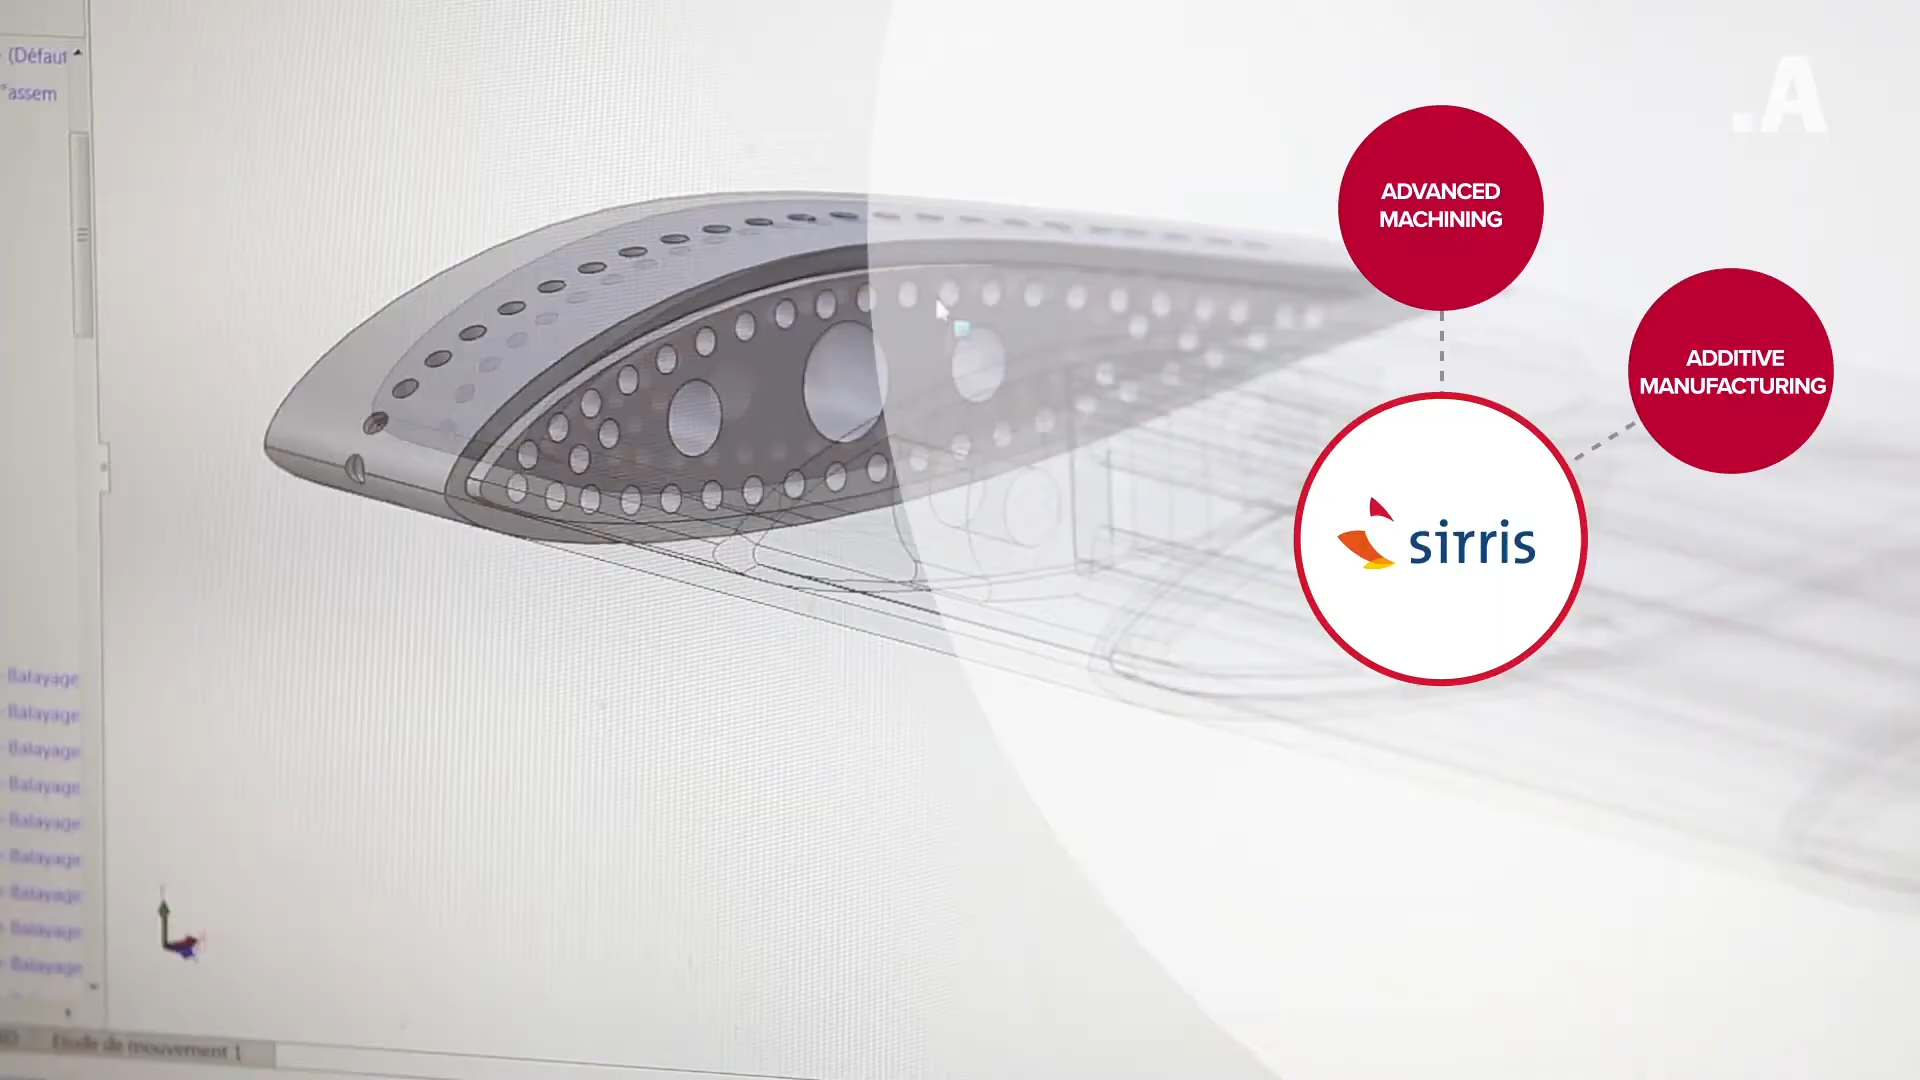 (Défaut
assem
.A
ADVANCED
MACHINING
ADDITIVE
MANUFACTURING
sirris
Balayage
Balayage
Balayage
Balayage
Balayage
Balayage
Balayage
Balayage
Balayage
Etude de mouvement 1